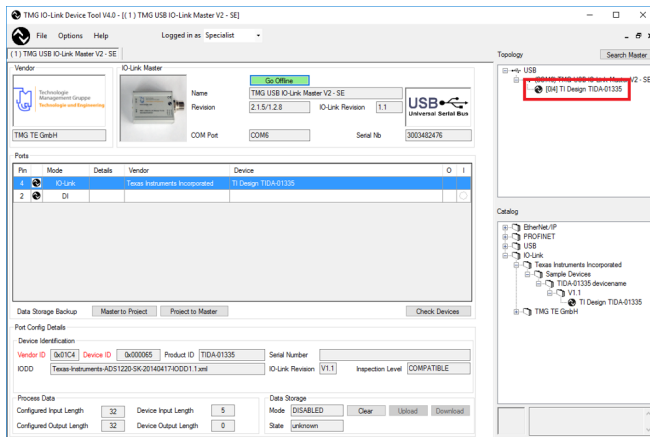 TMG IO-Link Device Tool V4.0 - [( 1 ) TMG USB IO-Link Master V2 - SE]
File Options Help Logged in as Specialist
( 1 ) TMG USB IO-Link Master V2 - SE
Vendor
Technologie
Management Gruppe
Technologie and Engineering
TMG TE GmbH
IO-Link Master
Go Offline
Name TMG USB IO-Link Master V2 - SE
Revision 2.1.5/1.2.8 IO-Link Revision 1.1
USB
Universal Serial Bus
COM Port COM6 Serial Nb 3003482476
Ports
Pin Mode Details Vendor Device O I
4 IO-Link Texas Instruments Incorporated TI Design TIDA-01335
2 DI
Data Storage Backup Master to Project Project to Master Check Devices
Port Config Details
Device Identification
Vendor ID 0x01C4 Device ID 0x000065 Product ID TIDA-01335 Serial Number
IODD Texas-Instruments-ADS1220-SK-20140417-IODD1.1.xml IO-Link Revision V1.1 Inspection Level COMPATIBLE
Process Data
Configured Input Length 32 Device Input Length 5
Configured Output Length 32 Device Output Length 0
Data Storage
Mode DISABLED Clear Upload Download
State unknown
Topology Search Master
USB
(COM6) TMG USB IO-Link Master V2 - SE
[0i4] TI Design TIDA-01335
Catalog
EtherNet/IP
PROFINET
USB
IO-Link
Texas Instruments Incorporated
Sample Devices
TIDA-01335 devicename
V1.1
TI Design TIDA-01335
TMG TE GmbH